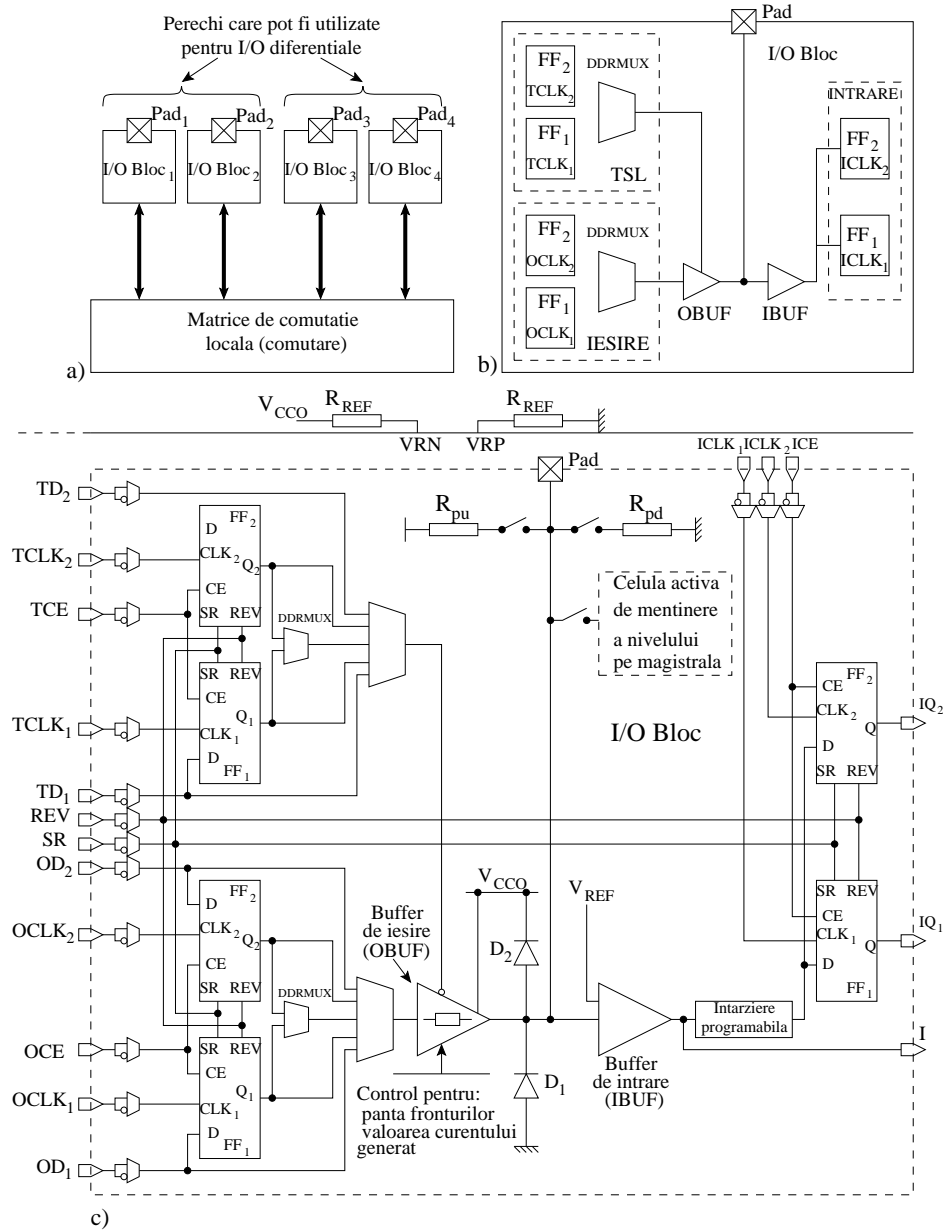 Perechi care pot fi utilizate
pentru I/O diferentiale
Pad1
Pad2
Pad3
Pad4
I/O Bloc1
I/O Bloc2
I/O Bloc3
I/O Bloc4
Matrice de comutatie
locala (comutare)
a)
Pad
I/O Bloc
FF2
TCLK2
DDRMUX
FF1
TCLK1
TSL
FF2
OCLK2
DDRMUX
FF1
OCLK1
IESIRE
OBUF
IBUF
INTRARE
FF2
ICLK2
FF1
ICLK1
b)
VCCO
RREF
VRN
VRP
RREF
Pad
ICLK1
ICLK2
ICE
Rpu
Rpd
Celula activa
de mentinere
a nivelului
pe magistrala
I/O Bloc
TD2
TCLK2
TCE
TCLK1
TD1
REV
SR
OD2
OCLK2
OCE
OCLK1
OD1
D
FF2
CLK2
Q2
CE
SR
REV
DDRMUX
SR
REV
CE
Q1
CLK1
D
FF1
FF2
D
CLK2
Q2
CE
SR
REV
DDRMUX
SR
REV
CE
Q1
CLK1
D
FF1
Buffer
de iesire
(OBUF)
VCCO
D2
D1
Control pentru:
panta fronturilor
valoarea curentului
generat
VREF
Buffer
de intrare
(IBUF)
Intarziere
programabila
FF2
CE
CLK2
Q
D
SR
REV
IQ2
SR
REV
CE
CLK1
Q
D
FF1
IQ1
I
c)